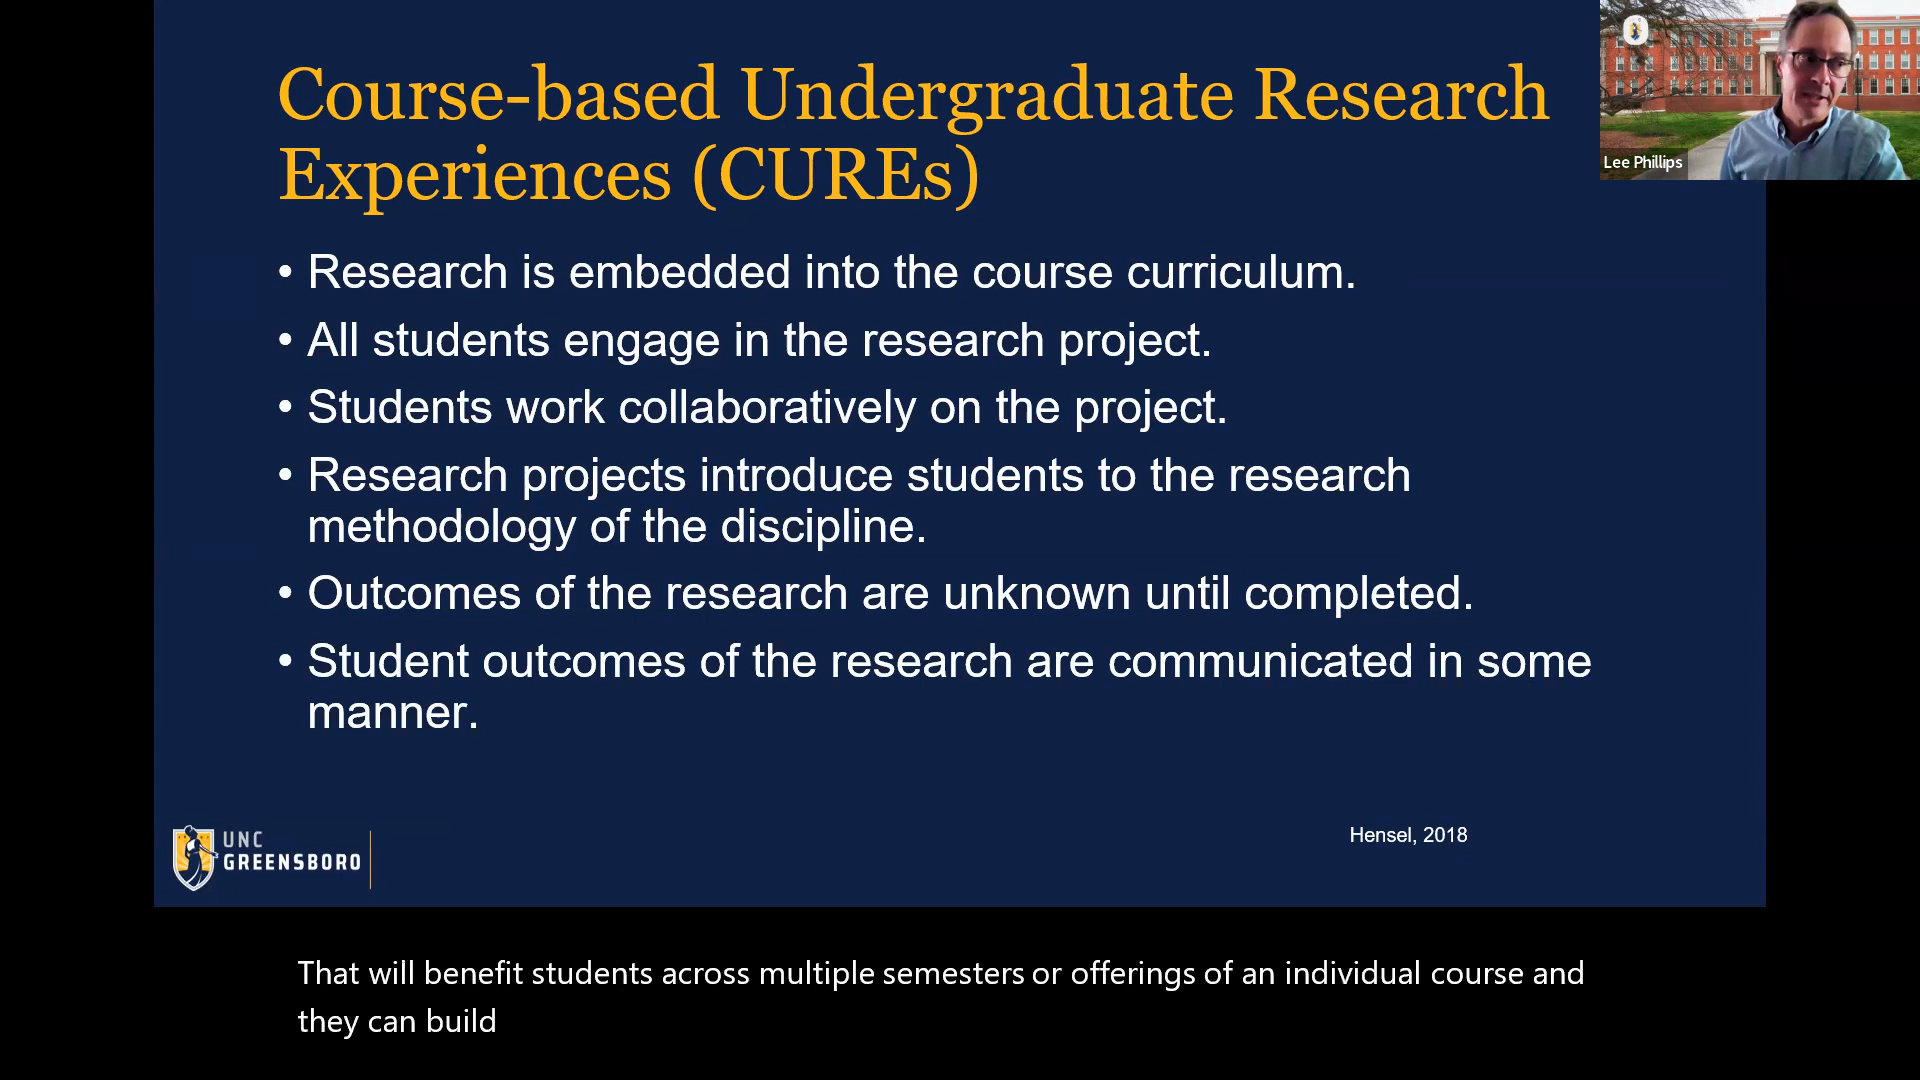 Course-based Undergraduate Research
Experiences (CUREs)
• Research is embedded into the course curriculum.
• All students engage in the research project.
• Students work collaboratively on the project.
• Research projects introduce students to the research
methodology of the discipline.
• Outcomes of the research are unknown until completed.
• Student outcomes of the research are communicated in some
manner.
Hensel, 2018
UNC
GREENSBORO
Lee Phillips
That will benefit students across multiple semesters or offerings of an individual course and
they can build